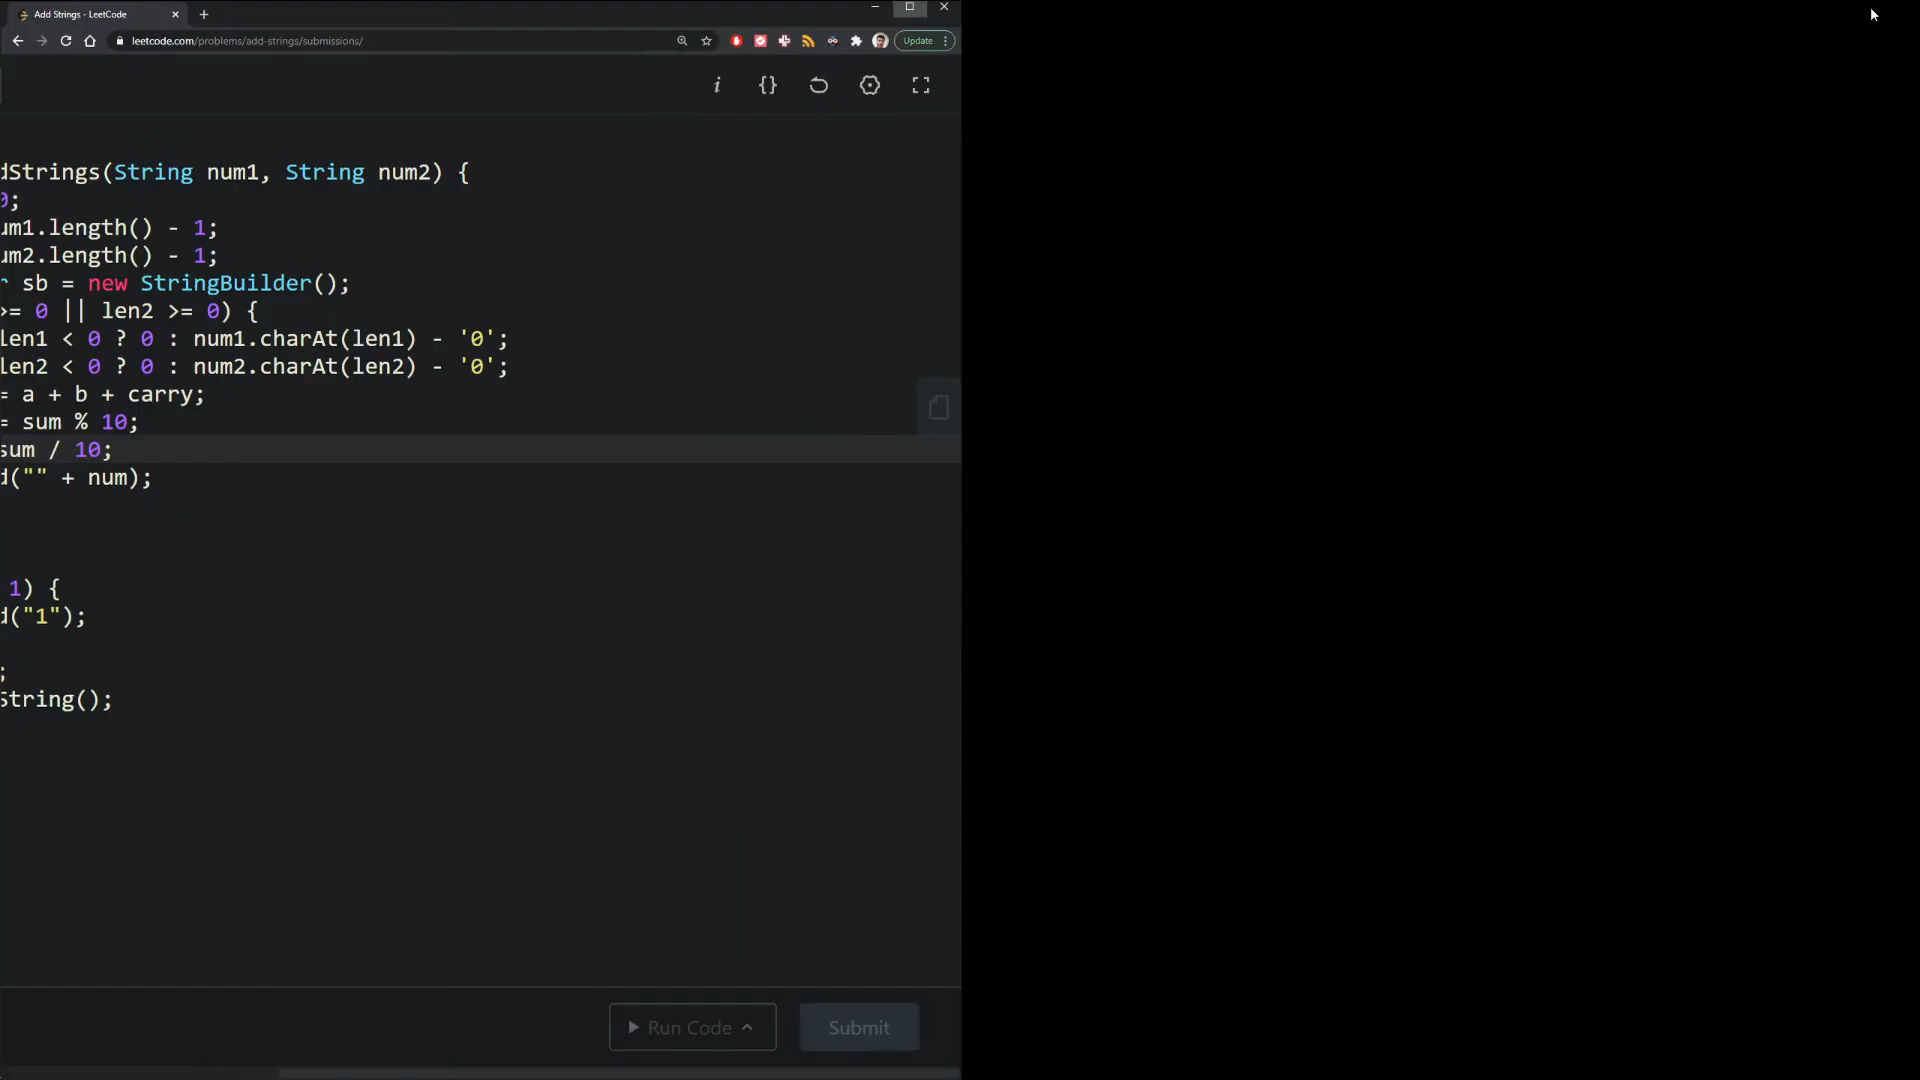 Add Strings - LeetCode
leetcode.com/problems/add-strings/submissions/
Update
i {}
dStrings(String num1, String num2) {
0;
um1.length() - 1;
um2.length() - 1;
r sb = new StringBuilder();
>= 0 || len2 >= 0) {
len1 < 0 ? 0 : num1.charAt(len1) - '0';
len2 < 0 ? 0 : num2.charAt(len2) - '0';
= a + b + carry;
= sum % 10;
sum / 10;
d("" + num);
1) {
d("1");
;
String();
Run Code
Submit